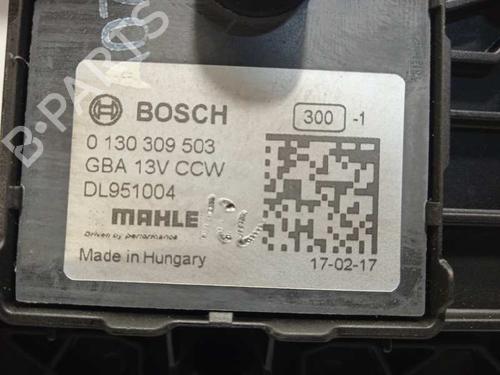 BOSCH
300 -1
0 130 309 503
GBA 13V CCW
DL951004
MAHLE
Driven by performance
Made in Hungary
17-02-17
B-PARTS